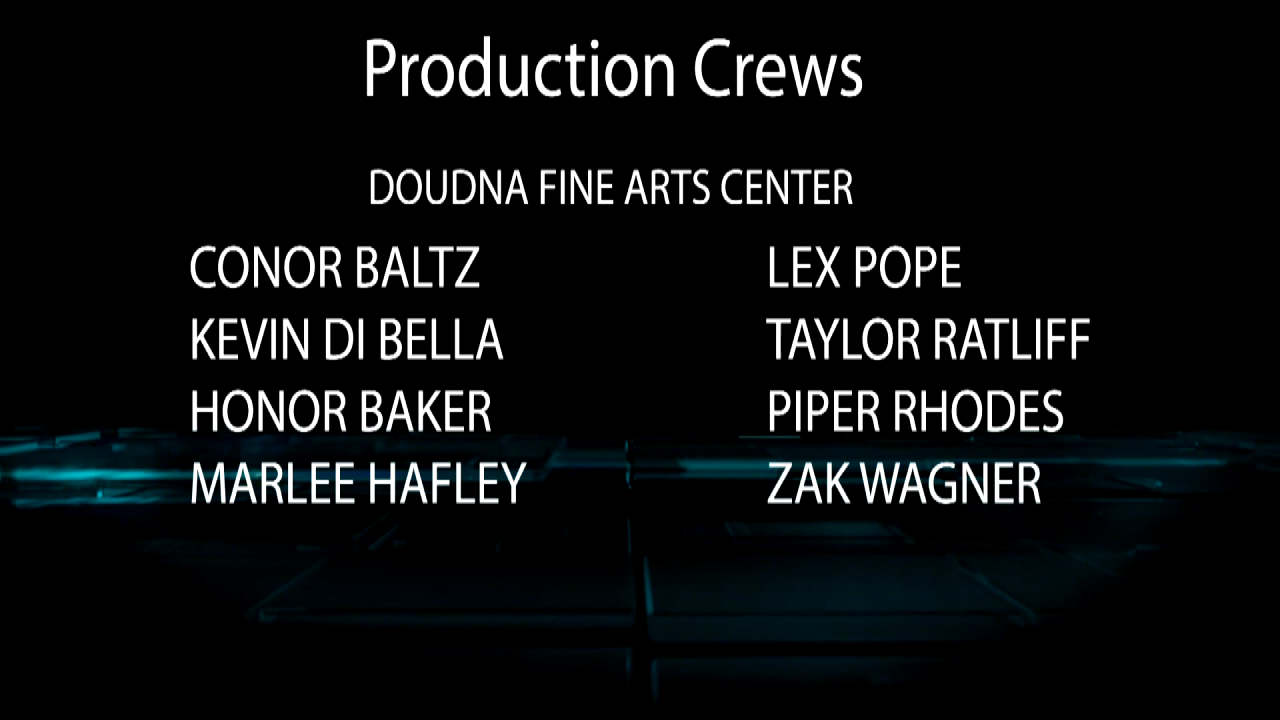 Production Crews
DOUDNA FINE ARTS CENTER
CONOR BALTZ
KEVIN DI BELLA
HONOR BAKER
MARLEE HAFLEY
LEX POPE
TAYLOR RATLIFF
PIPER RHODES
ZAK WAGNER